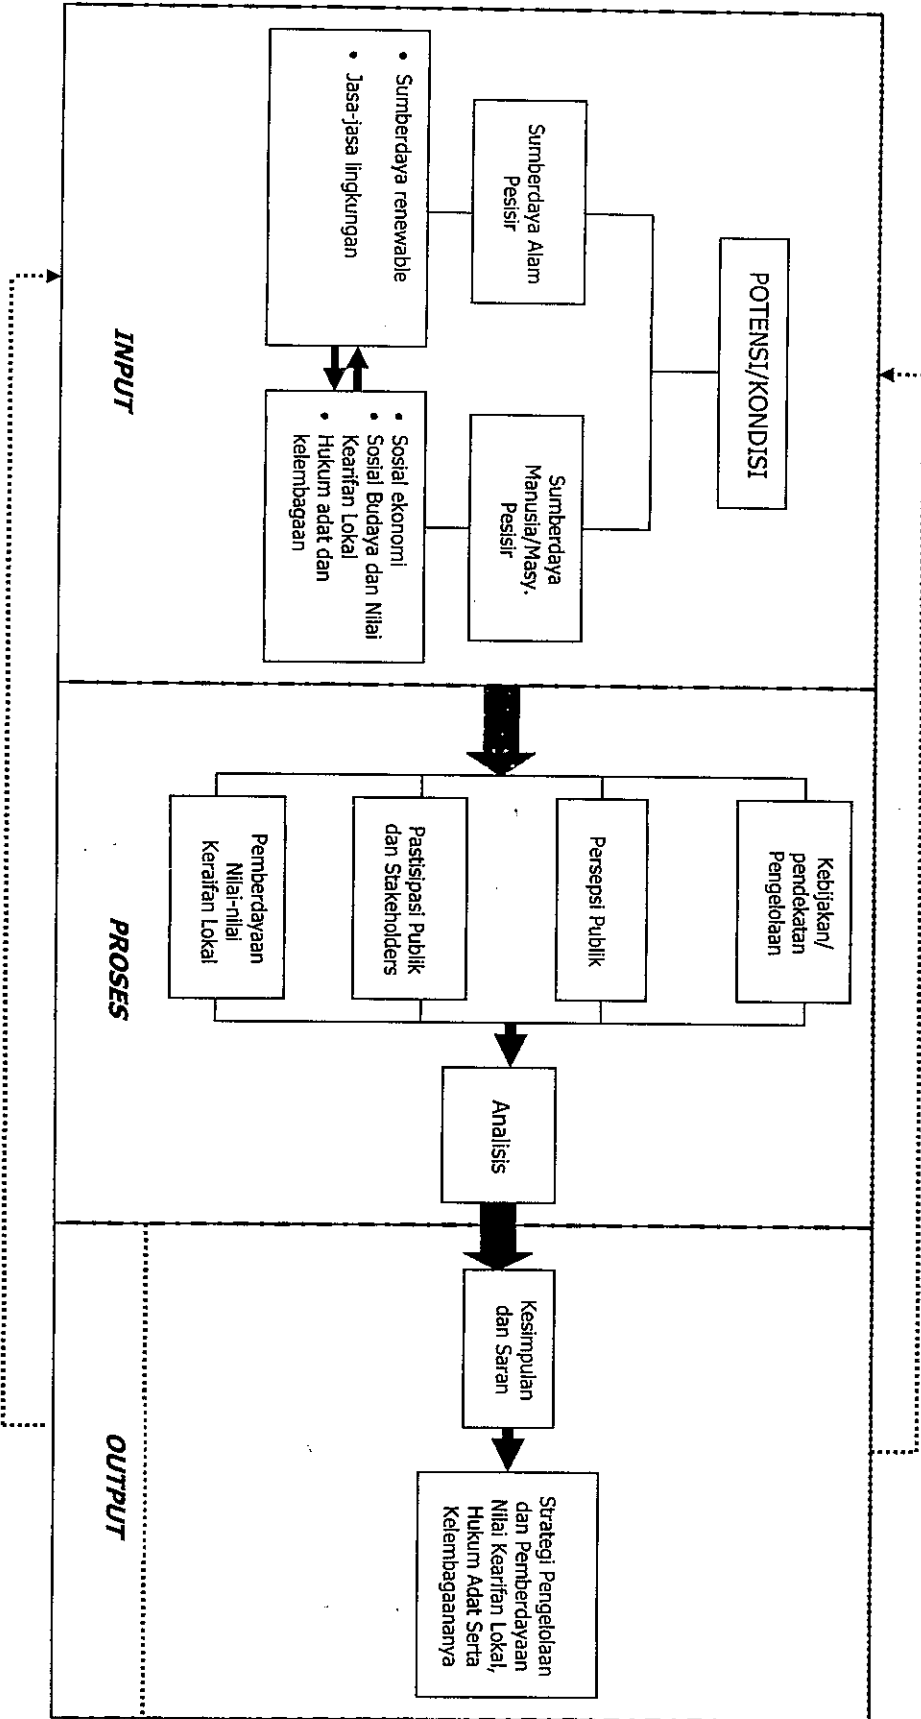 POTENSI/KONDISI
Sumberdaya Alam
Pesisir
Sumberdaya
Manusia/Masy.
Pesisir
• Sumberdaya renewable
• Jasa-jasa lingkungan
• Sosial ekonomi
• Sosial Budaya dan Nilai
Kearifan Lokal
• Hukum adat dan
kelembagaan
INPUT
Kebijakan/
pendekatan
Pengelolaan
Persepsi Publik
Pastisipasi Publik
dan Stakeholders
Pemberdayaan
Nilai-nilai
Keraifan Lokal
Analisis
PROSES
Kesimpulan
dan Saran
Strategi Pengelolaan
dan Pemberdayaan
Nilai Kearifan Lokal,
Hukum Adat Serta
Kelembagaananya
OUTPUT